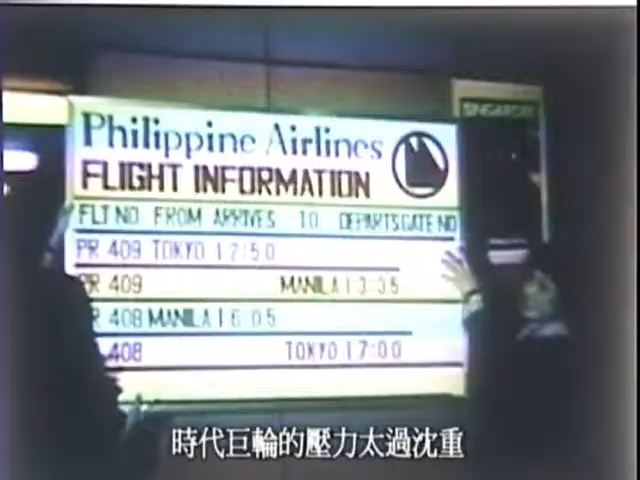 SINGAPORE
Philippine Airlines
FLIGHT INFORMATION
FLT NO FROM ARRIVES TO DEPARTS GATE NO
PR 409 TOKYO 12:50
PR 409 MANILA 13:35
R 408 MANILA 16:05
408 TOKYO 17:00
時代巨輪的壓力太過沈重